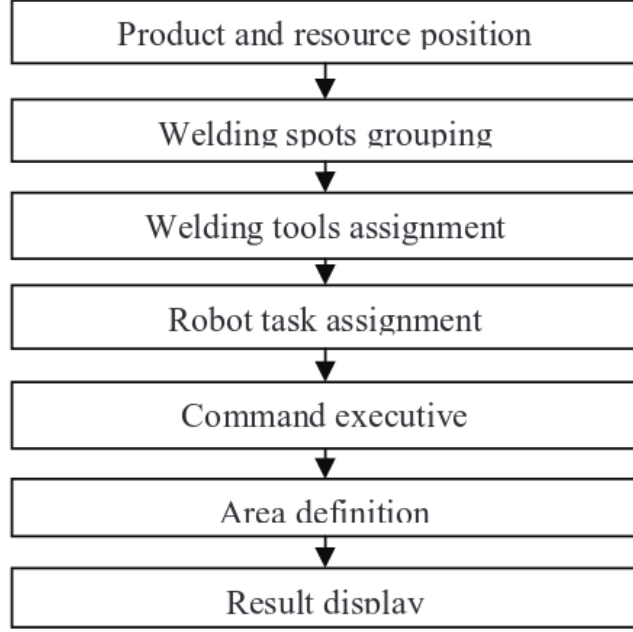 Product and resource position
Welding spots grouping
Welding tools assignment
Robot task assignment
Command executive
Area definition
Result display